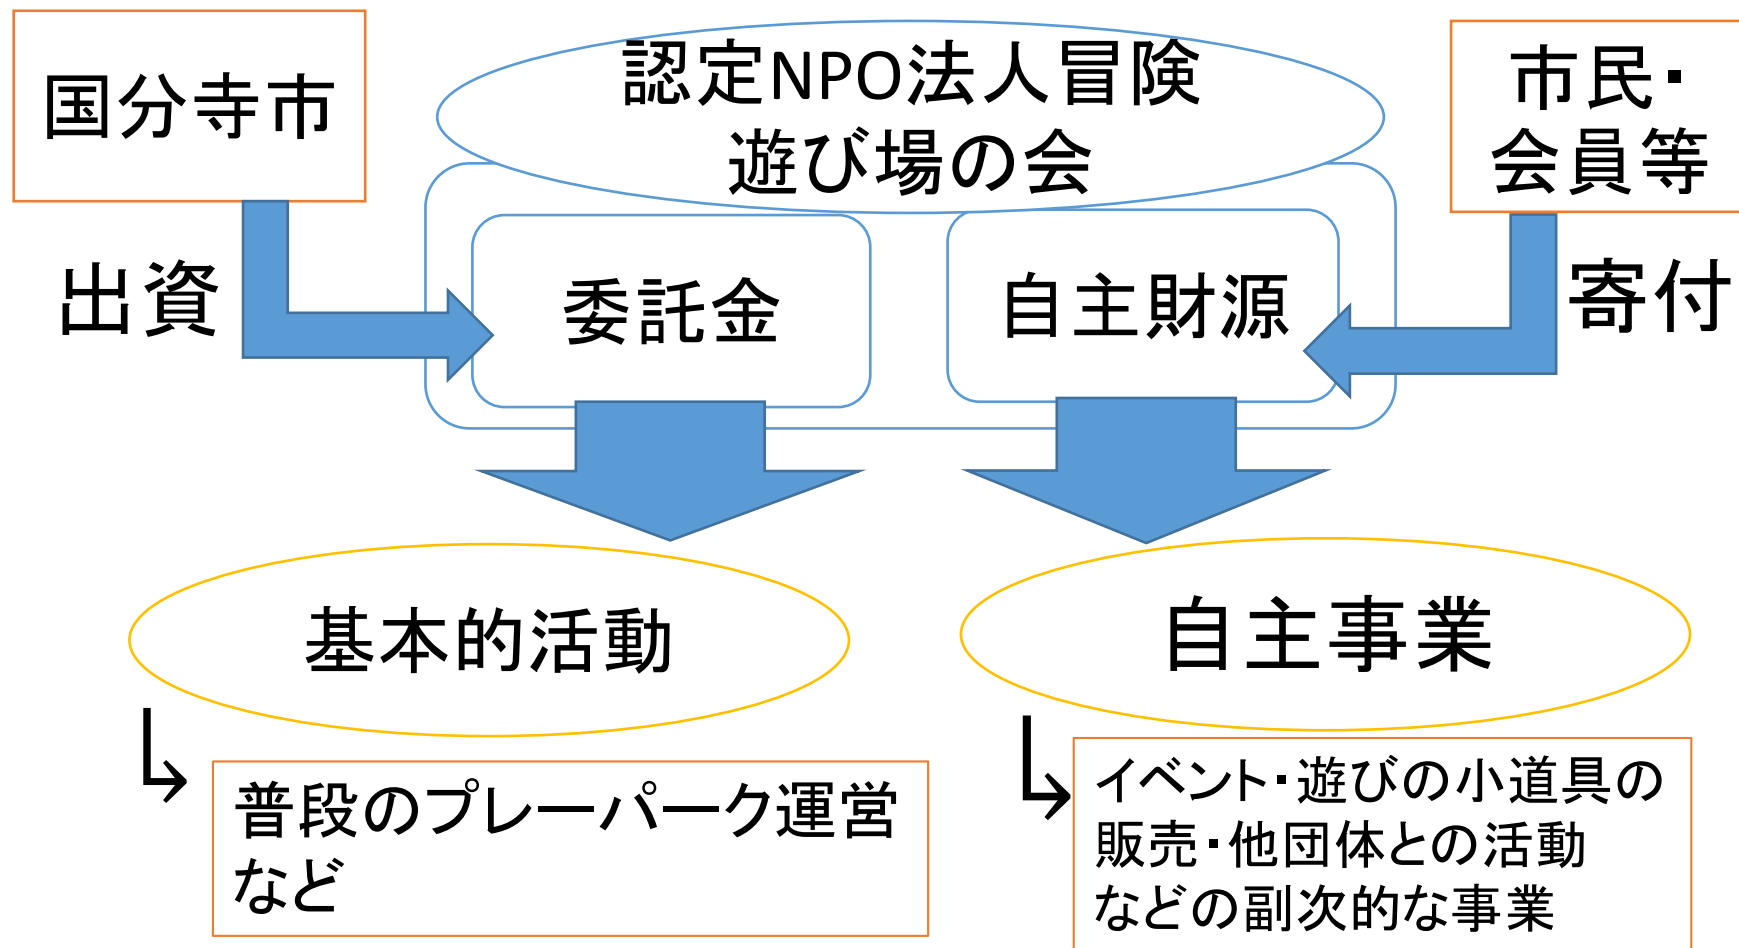 国分寺市
認定NPO法人冒険
遊び場の会
市民・
会員等
出資
委託金
自主財源
寄付
基本的活動
自主事業
普段のプレーパーク運営
など
イベント・遊びの小道具の
販売・他団体との活動
などの副次的な事業